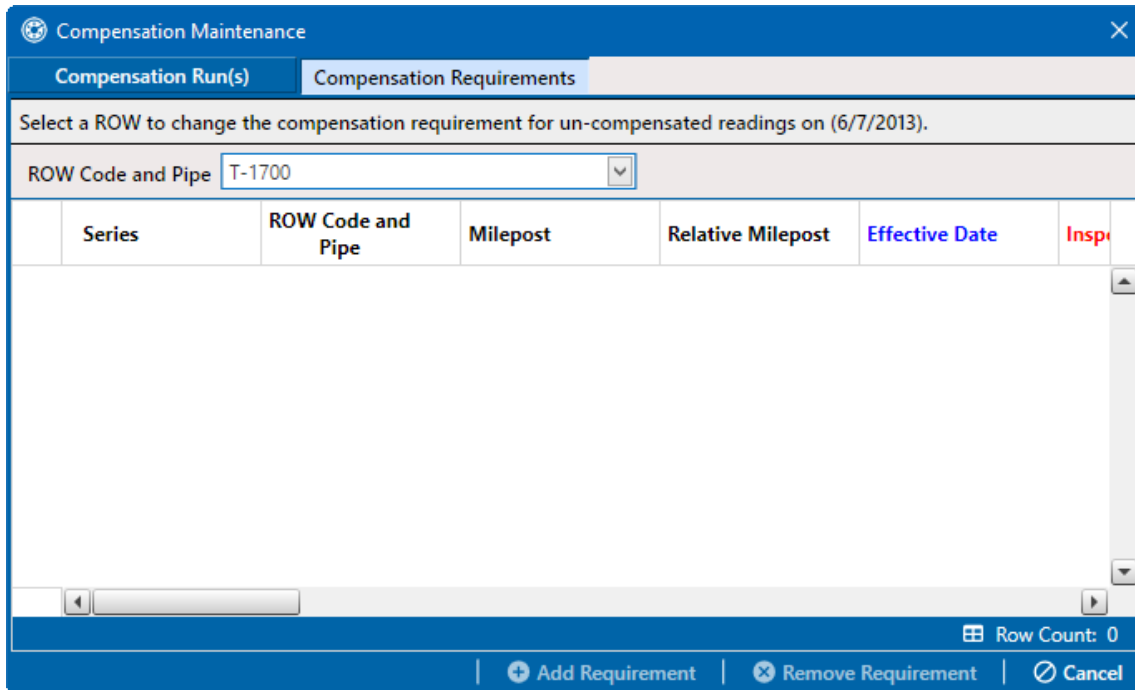 Compensation Maintenance
Compensation Run(s) Compensation Requirements
Select a ROW to change the compensation requirement for un-compensated readings on (6/7/2013).
ROW Code and Pipe T-1700
Series ROW Code and Pipe Milepost Relative Milepost Effective Date
Row Count: 0
Add Requirement Remove Requirement Cancel